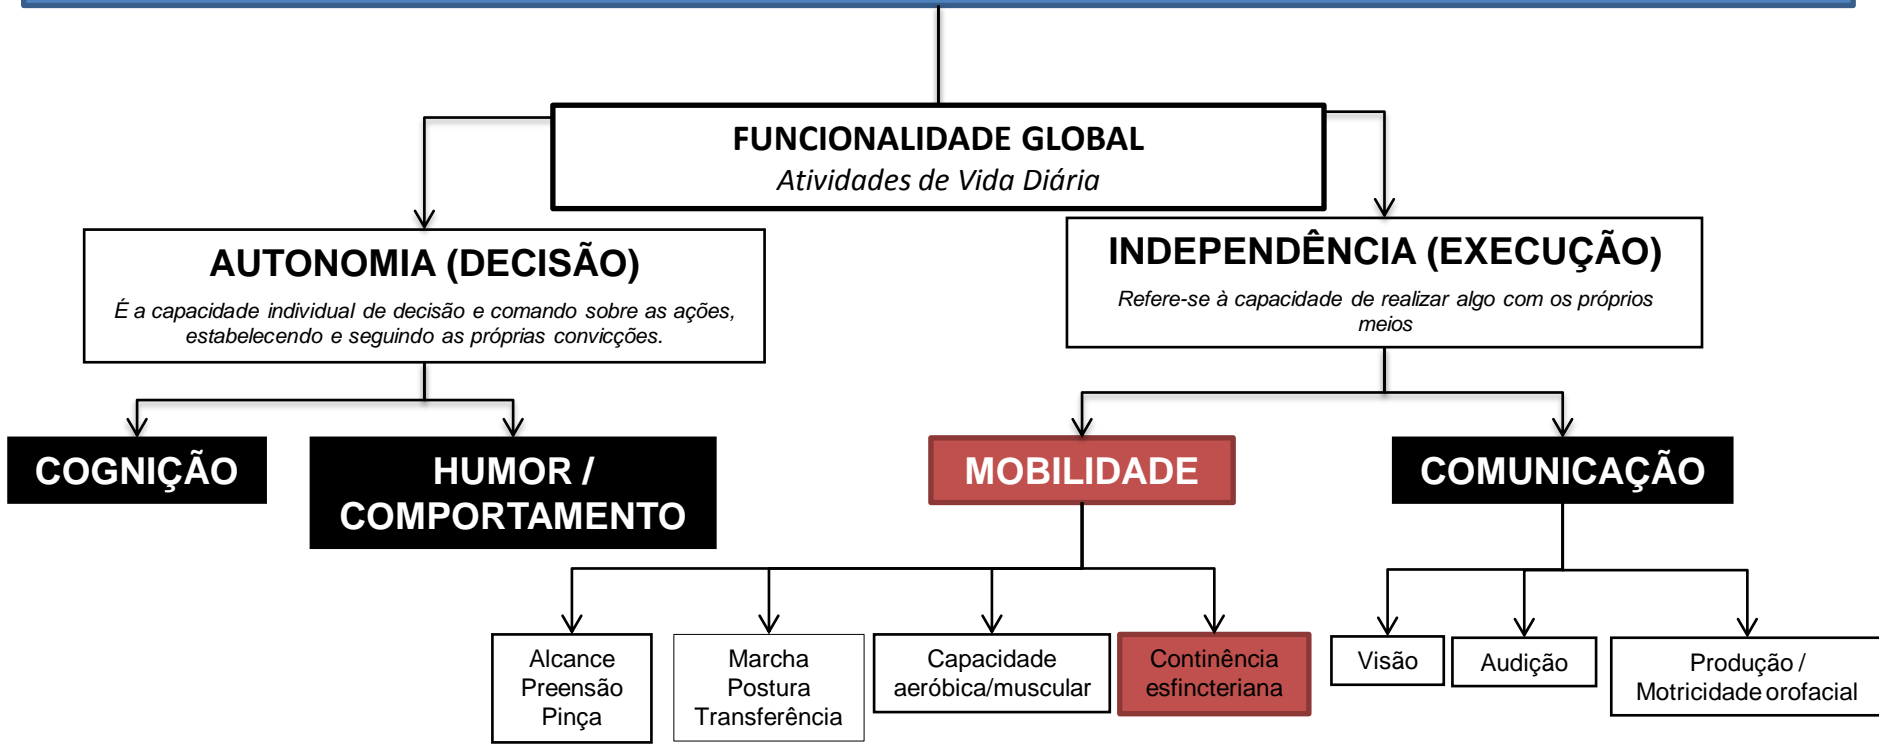 FUNCIONALIDADE GLOBAL
Atividades de Vida Diária
AUTONOMIA (DECISÃO)
É a capacidade individual de decisão e comando sobre as ações,
estabelecendo e seguindo as próprias convicções.
INDEPENDÊNCIA (EXECUÇÃO)
Refere-se à capacidade de realizar algo com os próprios
meios
COGNIÇÃO
HUMOR /
COMPORTAMENTO
MOBILIDADE
COMUNICAÇÃO
Alcance
Preensão
Pinça
Marcha
Postura
Transferência
Capacidade
aeróbica/muscular
Continência
esfincteriana
Visão
Audição
Produção /
Motricidade orofacial